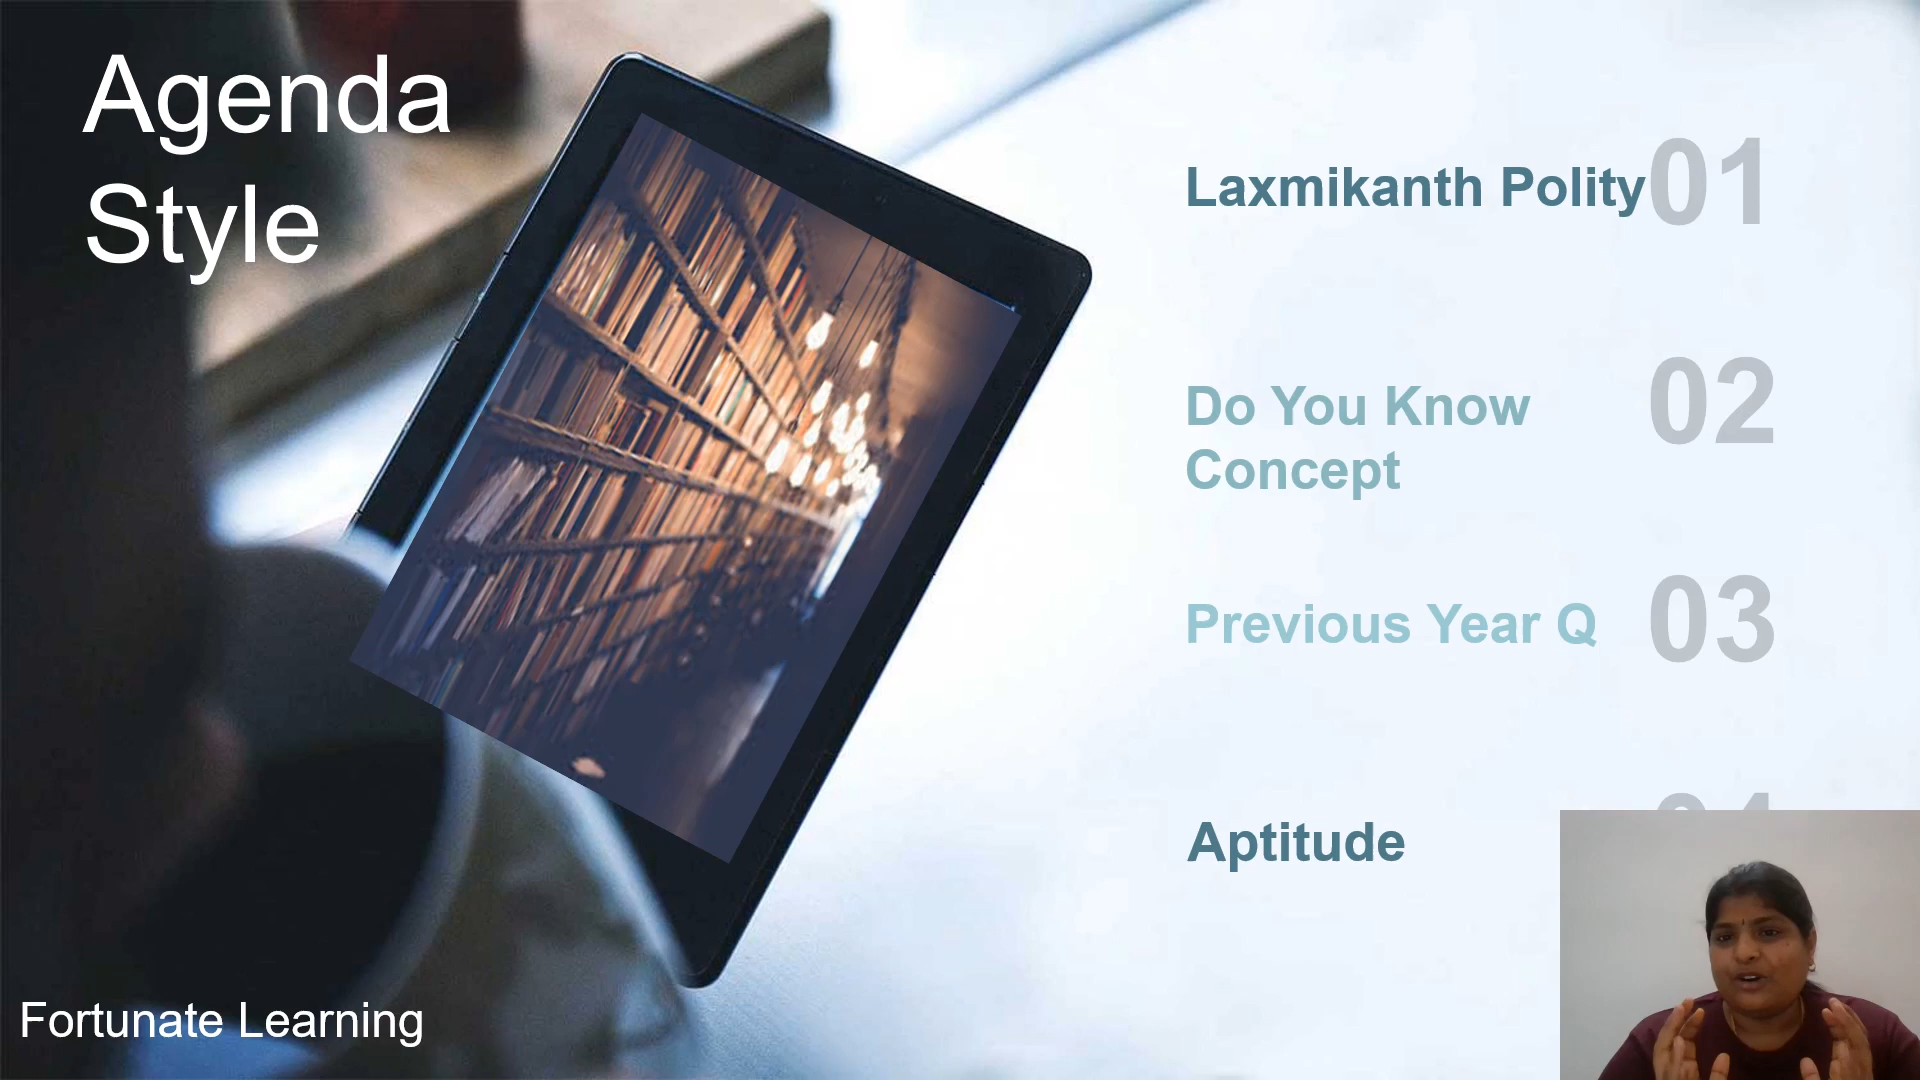 Agenda
Style
Laxmikanth Polity
01
Do You Know
Concept
02
Previous Year Q
03
Aptitude
Fortunate Learning